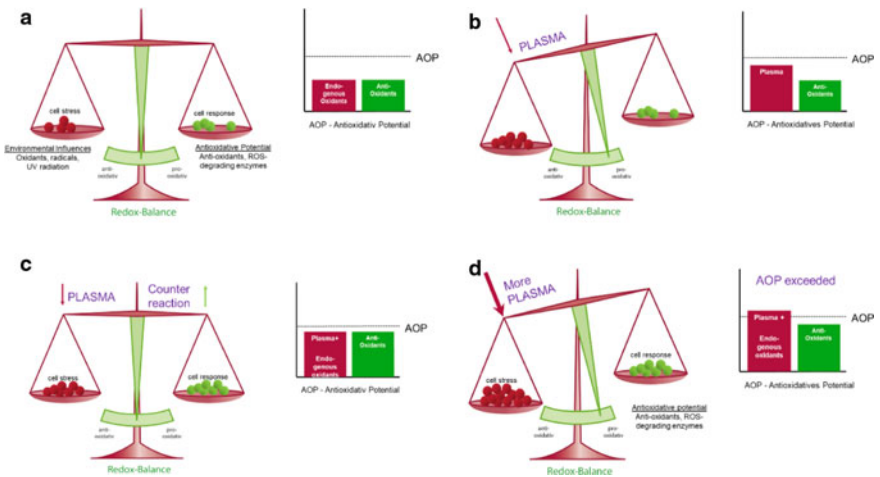 a
cell stress
cell response
Environmental Influences
Oxidants, radicals,
UV radiation
Antioxidative Potential
Anti-oxidants, ROS-
degrading enzymes
anti-
oxidativ
pro-
oxidativ
Redox-Balance
AOP
Endo-
genous
Oxidants
Anti-
Oxidants
AOP - Antioxidativ Potential
b
PLASMA
anti-
oxidativ
pro-
oxidativ
Redox-Balance
AOP
Plasma
Anti-
Oxidants
AOP - Antioxidatives Potential
c
PLASMA
Counter
reaction
cell stress
cell response
anti-
oxidativ
pro-
oxidativ
Redox-Balance
AOP
Plasma+
Endo-
genous
oxidants
Anti-
Oxidants
AOP - Antioxidativ Potential
d
More
PLASMA
cell stress
cell response
Antioxidative potential
Anti-oxidants, ROS-
degrading enzymes
anti-
oxidativ
pro-
oxidativ
Redox-Balance
AOP exceeded
AOP
Plasma +
Endo-
genous
oxidants
Anti-
Oxidants
AOP - Antioxidatives Potential